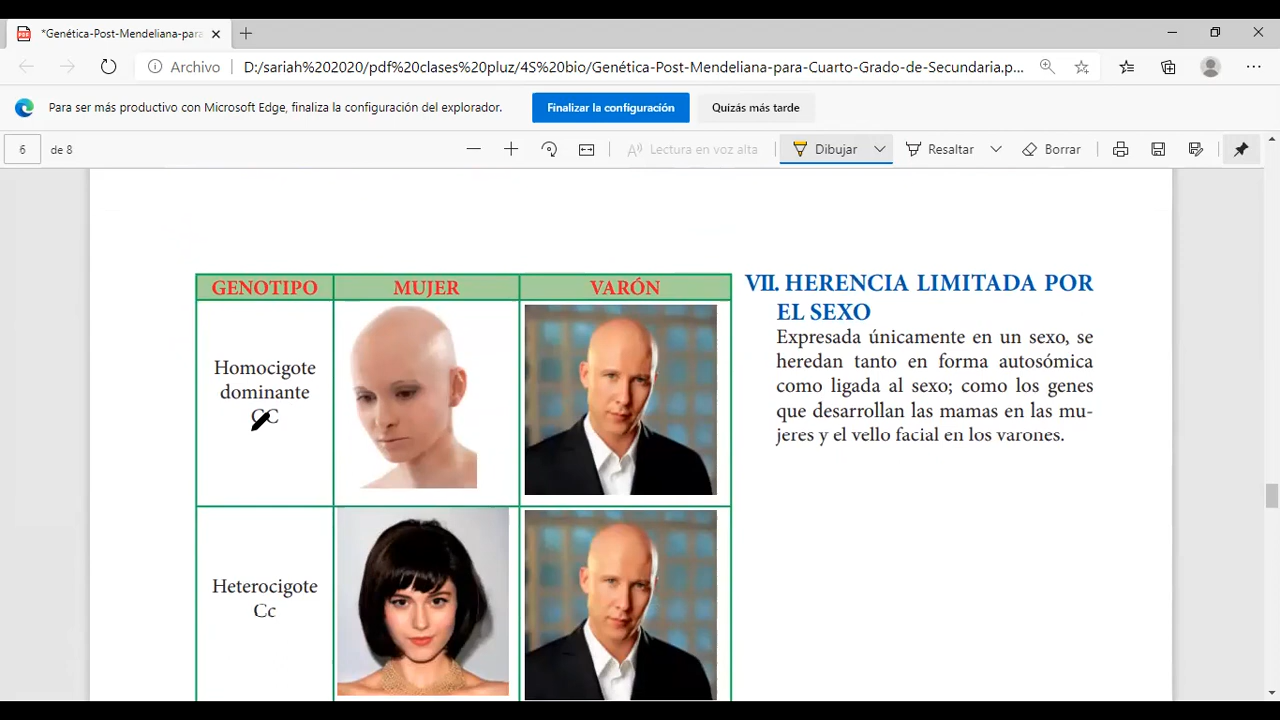 *Genética-Post-Mendeliana-para
Archivo
D:/sariah%202020/pdf%20clases%20pluz/4S%20bio/Genética-Post-Mendeliana-para-Cuarto-Grado-de-Secundaria.p...
Para ser más productivo con Microsoft Edge, finaliza la configuración del explorador.
Finalizar la configuración
Quizás más tarde
6 de 8
Lectura en voz alta
Dibujar
Resaltar
Borrar
GENOTIPO MUJER VARÓN
Homocigote
dominante
CC
Heterocigote
Cc
VII. HERENCIA LIMITADA POR
EL SEXO
Expresada únicamente en un sexo, se
heredan tanto en forma autosómica
como ligada al sexo; como los genes
que desarrollan las mamas en las mu-
jeres y el vello facial en los varones.